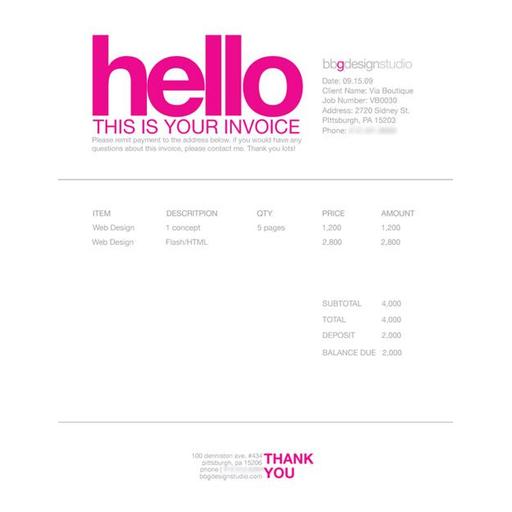 hello
THIS IS YOUR INVOICE
Please remit payment to the address below. if you would have any
questions about this invoice, please contact me. Thank you lots!
bbgdesignstudio
Date: 09.15.09
Client Name: Via Boutique
Job Number: VB0030
Address: 2720 Sidney St.
Pittsburgh, PA 15203
Phone:
ITEM DESCRITPION QTY PRICE AMOUNT
Web Design 1 concept 5 pages 1,200 1,200
Web Design Flash/HTML 2,800 2,800
SUBTOTAL 4,000
TOTAL 4,000
DEPOSIT 2,000
BALANCE DUE 2,000
100 denniston ave. #434
pittsburgh, pa 15206
phone |
bbgdesignstudio.com
THANK
YOU